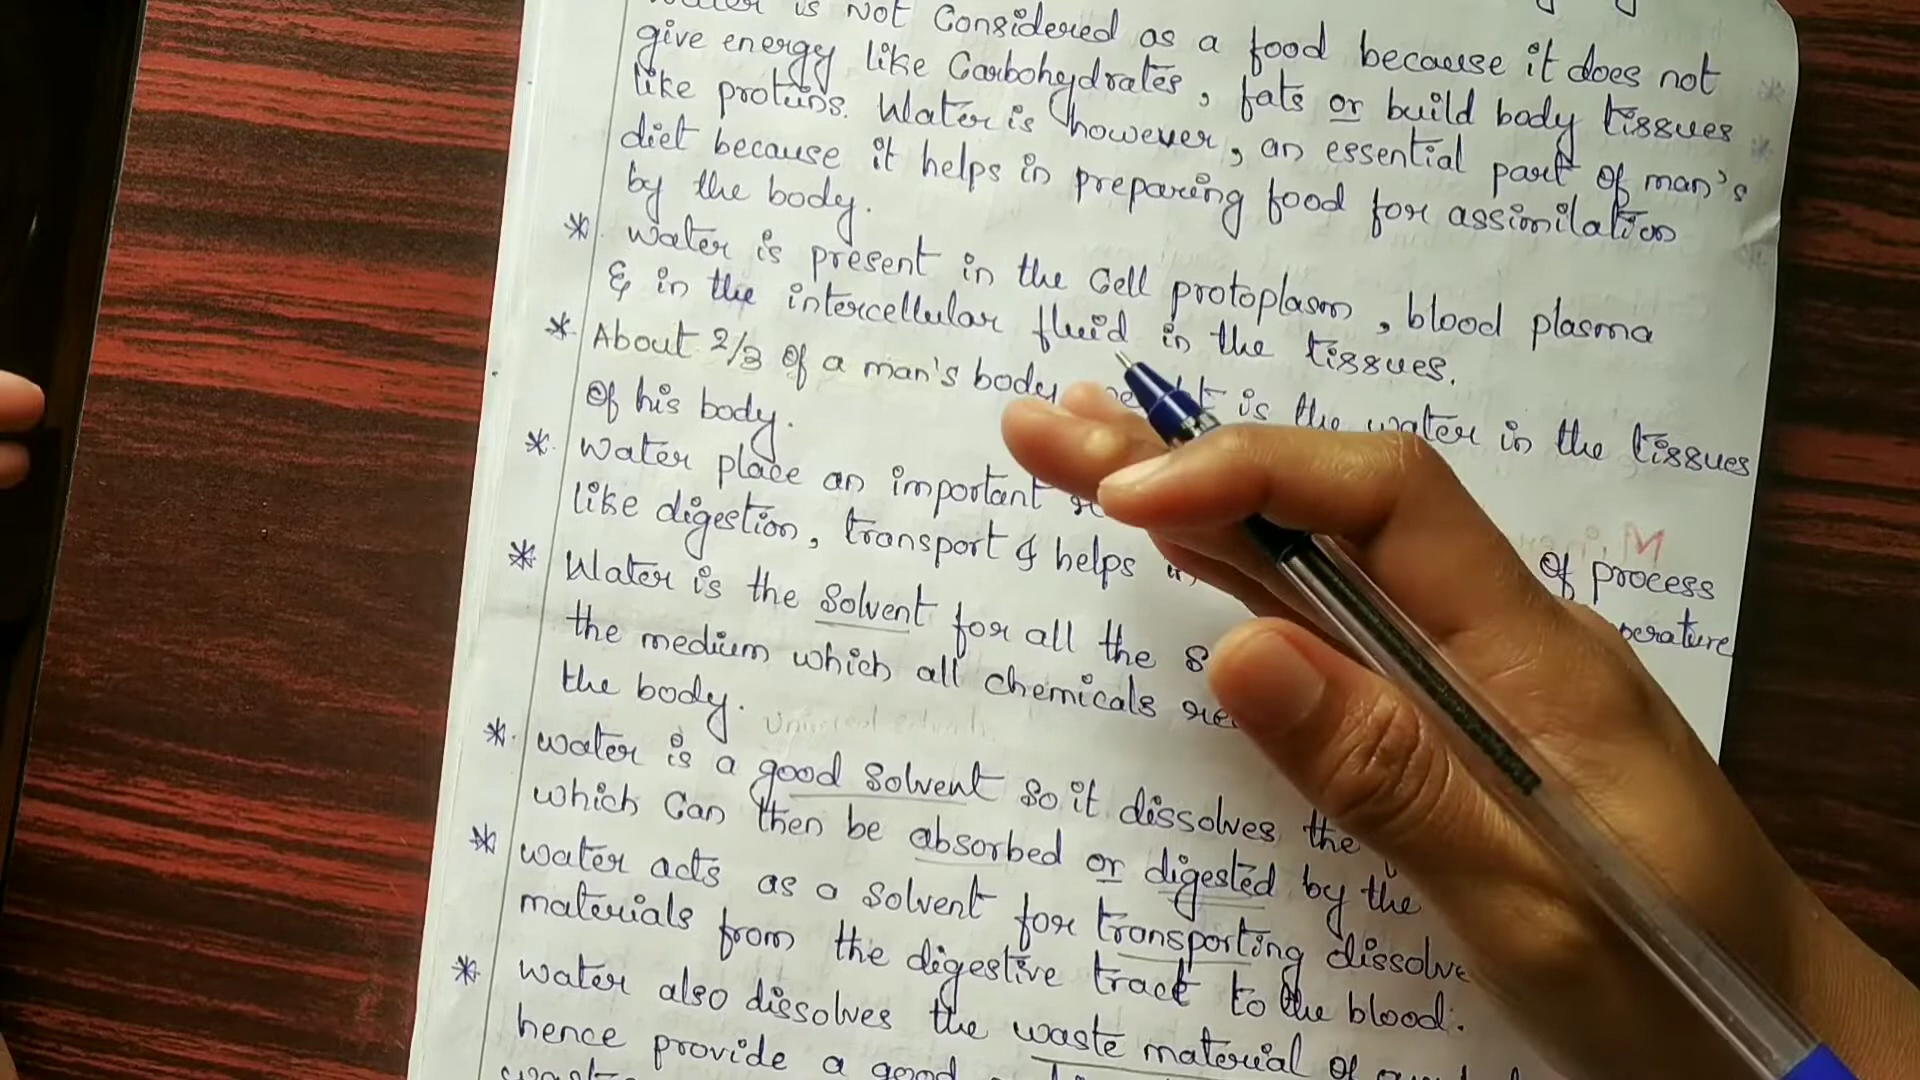 is Not Considered as a food because it does not
give energy like Carbohydrates, fats or build body tissues
like proteins. Water is however, an essential part of man's
diet because it helps in preparing food for assimilation
by the body.
* Water is present in the Cell protoplasm, blood plasma
& in the intercellular fluid in the tissues.
* About 2/3 of a man's body is the water in the tissues
of his body.
* Water place an important of process
like digestion, transport & helps
* Water is the Solvent for all the
the medium which all chemicals
the body.
* water is a good Solvent so it dissolves the
which Can then be absorbed or digested by the
* water acts as a Solvent for transporting dissolve
materials from the digestive tract to the blood.
* water also dissolves the waste material of
hence provide a good